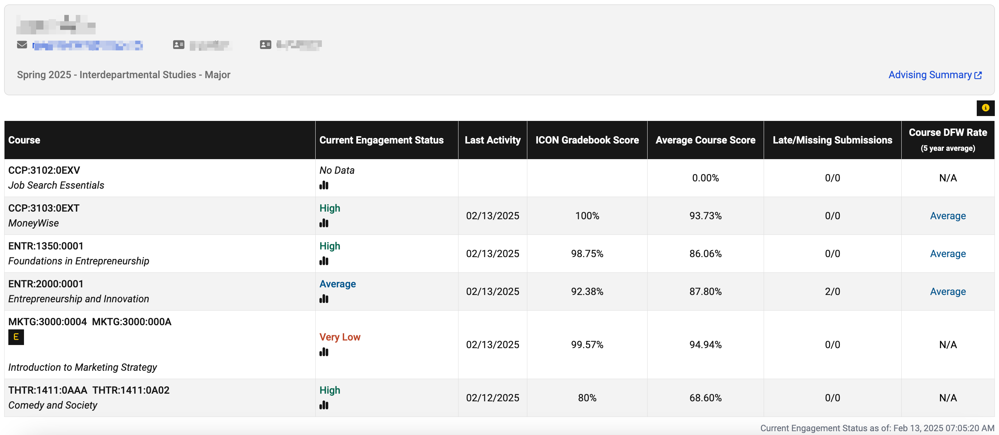 Spring 2025 - Interdepartmental Studies - Major
Advising Summary
Course
Current Engagement Status
Last Activity
ICON Gradebook Score
Average Course Score
Late/Missing Submissions
Course DFW Rate
(5 year average)
CCP:3102:0EXV
Job Search Essentials
No Data
0.00%
0/0
N/A
CCP:3103:0EXT
MoneyWise
High
02/13/2025
100%
93.73%
0/0
Average
ENTR:1350:0001
Foundations in Entrepreneurship
High
02/13/2025
98.75%
86.06%
0/0
Average
ENTR:2000:0001
Entrepreneurship and Innovation
Average
02/13/2025
92.38%
87.80%
2/0
Average
MKTG:3000:0004 MKTG:3000:000A
E
Introduction to Marketing Strategy
Very Low
02/13/2025
99.57%
94.94%
0/0
N/A
THTR:1411:0AAA THTR:1411:0A02
Comedy and Society
High
02/12/2025
80%
68.60%
0/0
N/A
Current Engagement Status as of: Feb 13, 2025 07:05:20 AM